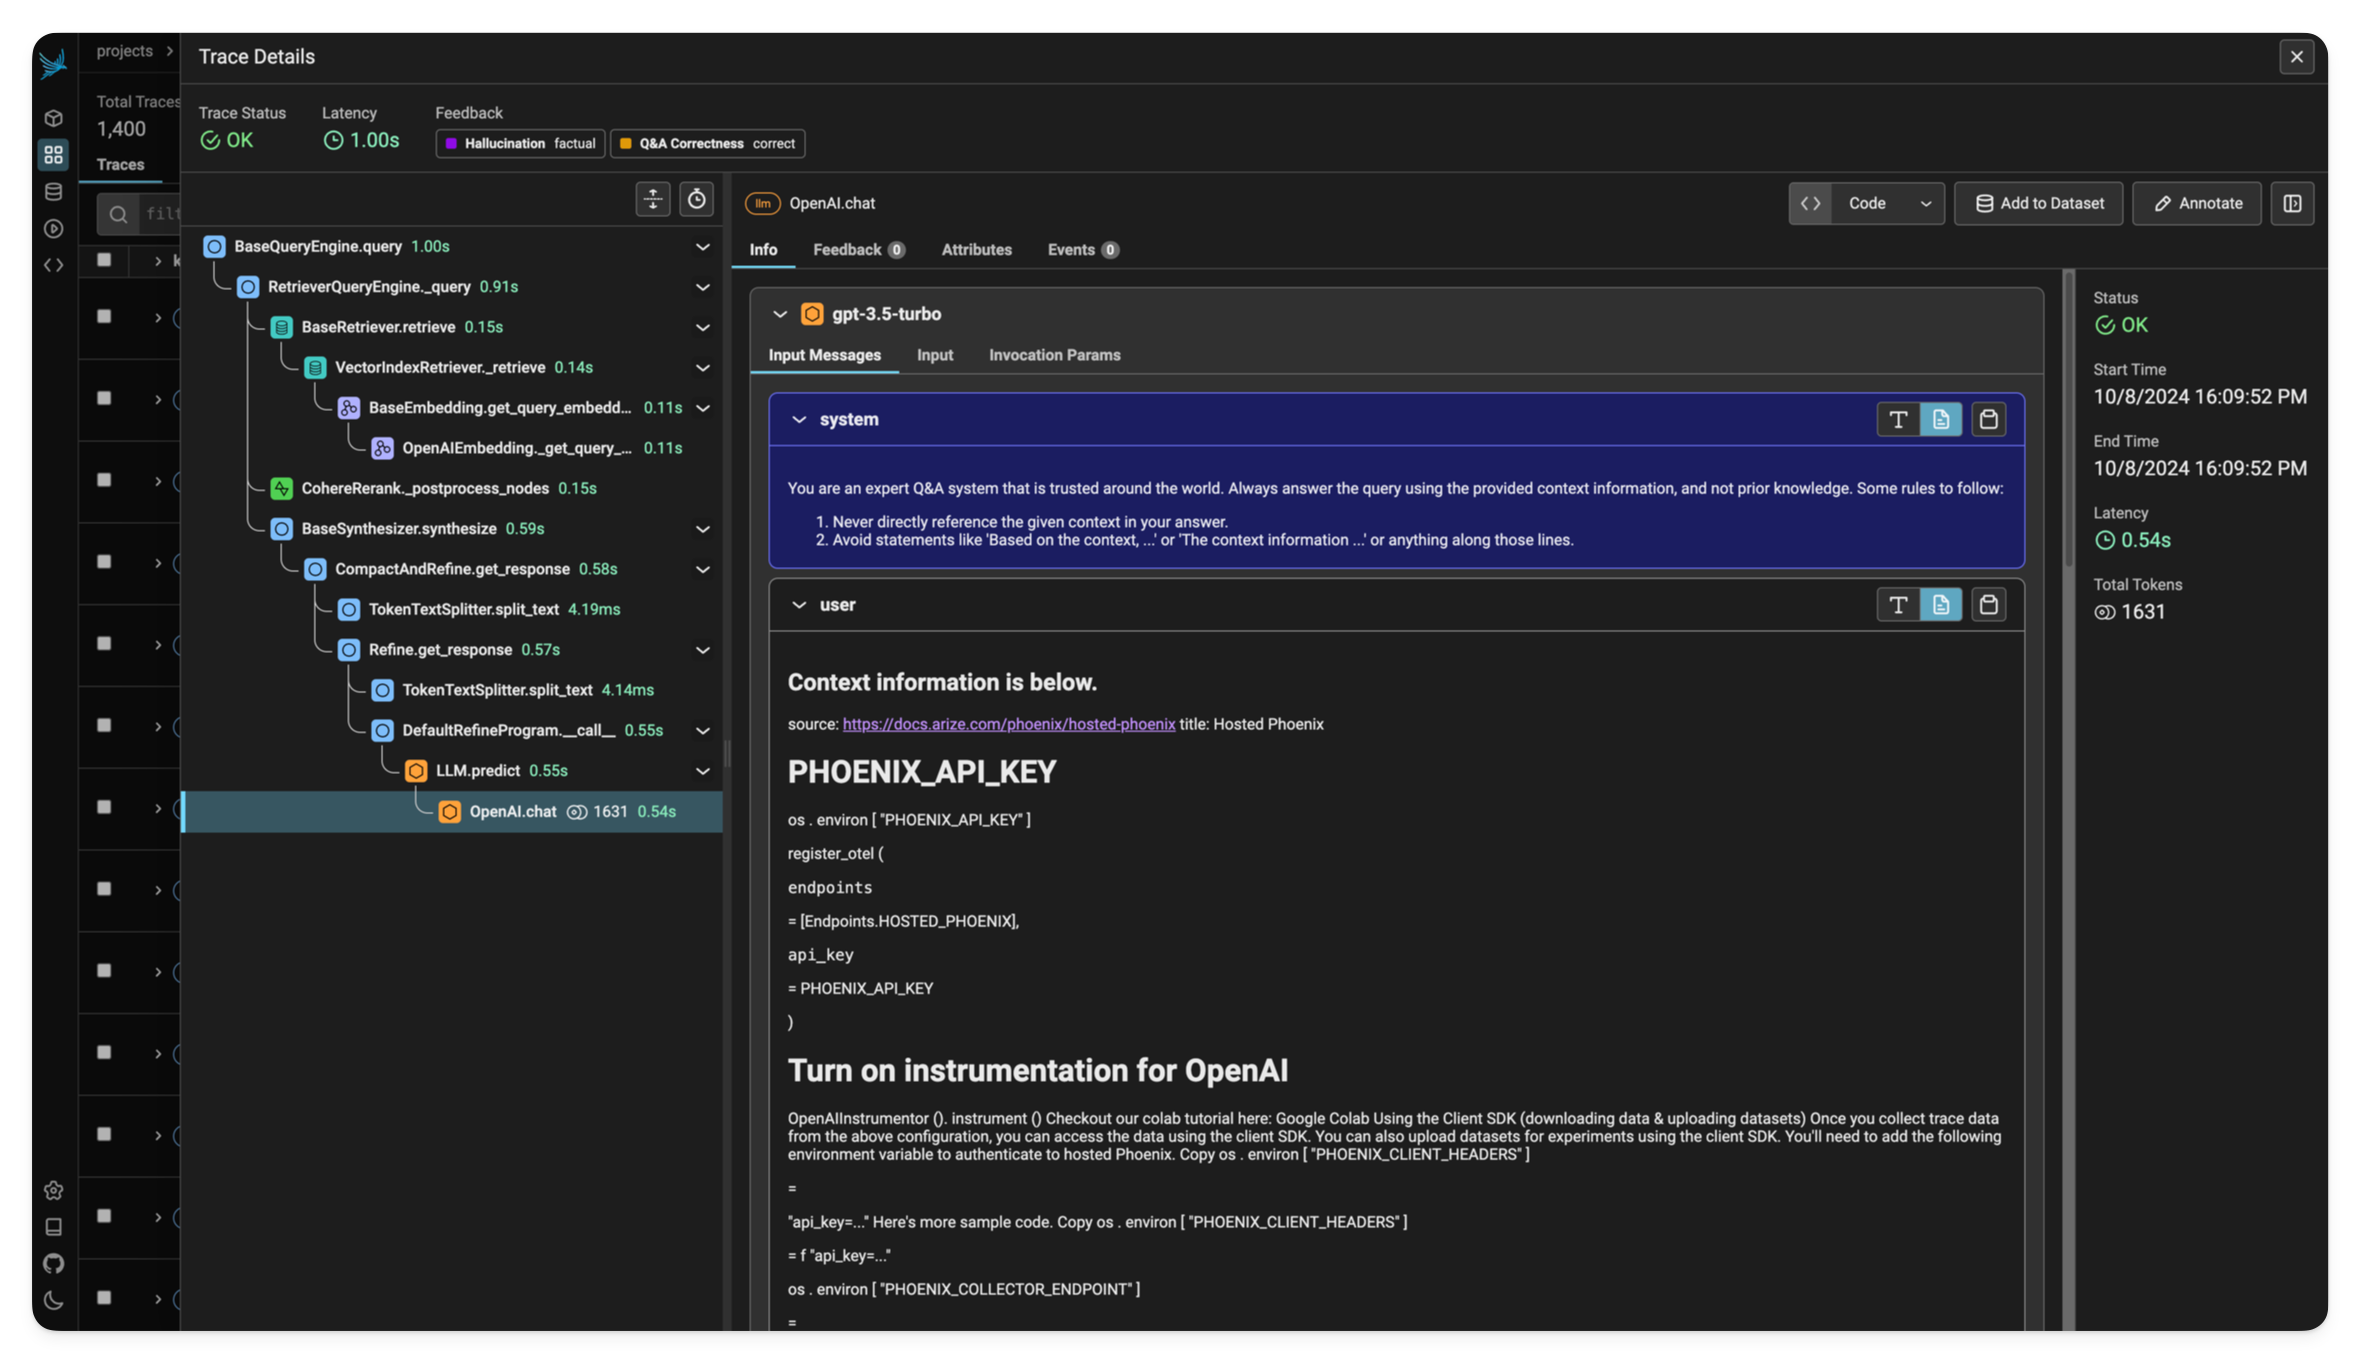 projects
Trace Details
Total Traces
1,400
Traces
Trace Status
OK
Latency
1.00s
Feedback
Hallucination factual
Q&A Correctness correct
llm OpenAI.chat
Code
Add to Dataset
Annotate
Info
Feedback 0
Attributes
Events 0
BaseQueryEngine.query 1.00s
RetrieverQueryEngine._query 0.91s
BaseRetriever.retrieve 0.15s
VectorIndexRetriever._retrieve 0.14s
BaseEmbedding.get_query_embedd... 0.11s
OpenAIEmbedding._get_query_... 0.11s
CohereRerank._postprocess_nodes 0.15s
BaseSynthesizer.synthesize 0.59s
CompactAndRefine.get_response 0.58s
TokenTextSplitter.split_text 4.19ms
Refine.get_response 0.57s
TokenTextSplitter.split_text 4.14ms
DefaultRefineProgram.__call__ 0.55s
LLM.predict 0.55s
OpenAI.chat 1631 0.54s
gpt-3.5-turbo
Input Messages
Input
Invocation Params
system
You are an expert Q&A system that is trusted around the world. Always answer the query using the provided context information, and not prior knowledge. Some rules to follow:
1. Never directly reference the given context in your answer.
2. Avoid statements like 'Based on the context, ...' or 'The context information ...' or anything along those lines.
user
Context information is below.
source: https://docs.arize.com/phoenix/hosted-phoenix title: Hosted Phoenix
PHOENIX_API_KEY
os . environ [ "PHOENIX_API_KEY" ]
register_otel (
endpoints
= [Endpoints.HOSTED_PHOENIX],
api_key
= PHOENIX_API_KEY
)
Turn on instrumentation for OpenAI
OpenAIInstrumentor (). instrument () Checkout our colab tutorial here: Google Colab Using the Client SDK (downloading data & uploading datasets) Once you collect trace data
from the above configuration, you can access the data using the client SDK. You can also upload datasets for experiments using the client SDK. You'll need to add the following
environment variable to authenticate to hosted Phoenix. Copy os . environ [ "PHOENIX_CLIENT_HEADERS" ]
=
"api_key=..." Here's more sample code. Copy os . environ [ "PHOENIX_CLIENT_HEADERS" ]
= f "api_key=..."
os . environ [ "PHOENIX_COLLECTOR_ENDPOINT" ]
=
Status
OK
Start Time
10/8/2024 16:09:52 PM
End Time
10/8/2024 16:09:52 PM
Latency
0.54s
Total Tokens
1631